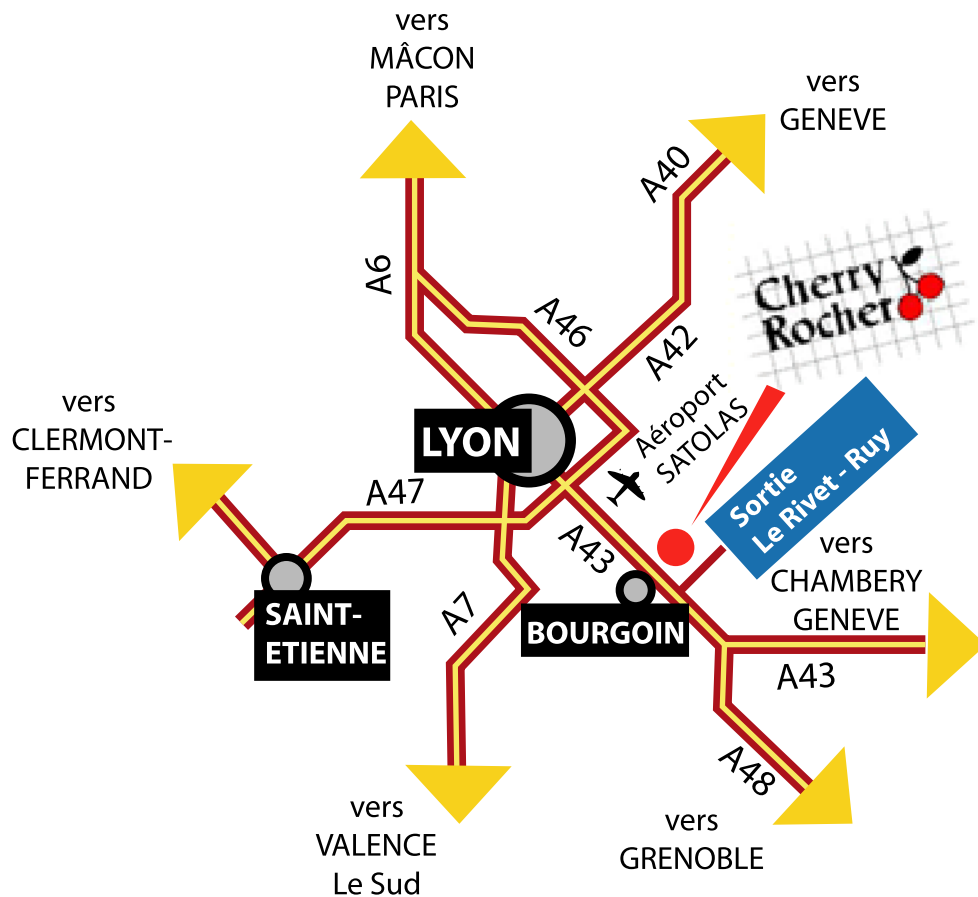 vers
MÂCON
PARIS
vers
GENEVE
A40
A6
Cherry
Rocher
A46
A42
Aéroport
SATOLAS
vers
CLERMONT-
FERRAND
LYON
Sortie
Le Rivet - Ruy
A47
A43
vers
CHAMBERY
GENEVE
A7
SAINT-
ETIENNE
BOURGOIN
A43
A48
vers
VALENCE
Le Sud
vers
GRENOBLE